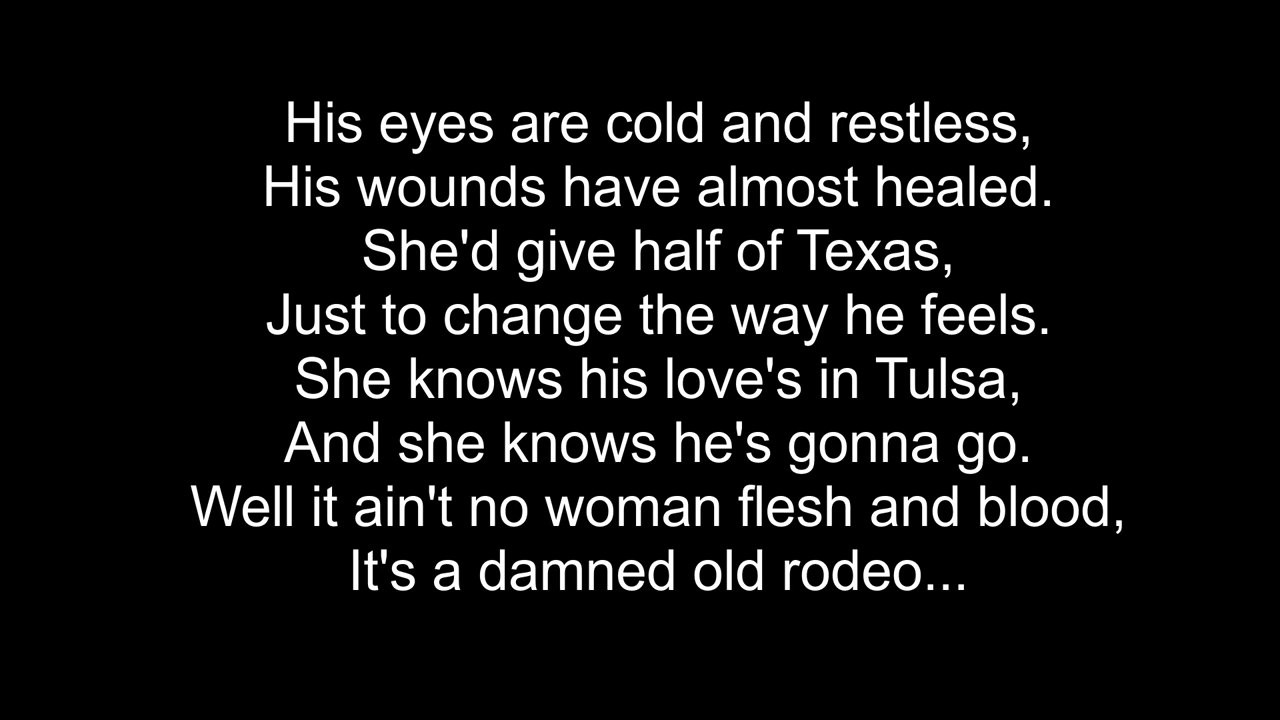 His eyes are cold and restless,
His wounds have almost healed.
She'd give half of Texas,
Just to change the way he feels.
She knows his love's in Tulsa,
And she knows he's gonna go.
Well it ain't no woman flesh and blood,
It's a damned old rodeo...